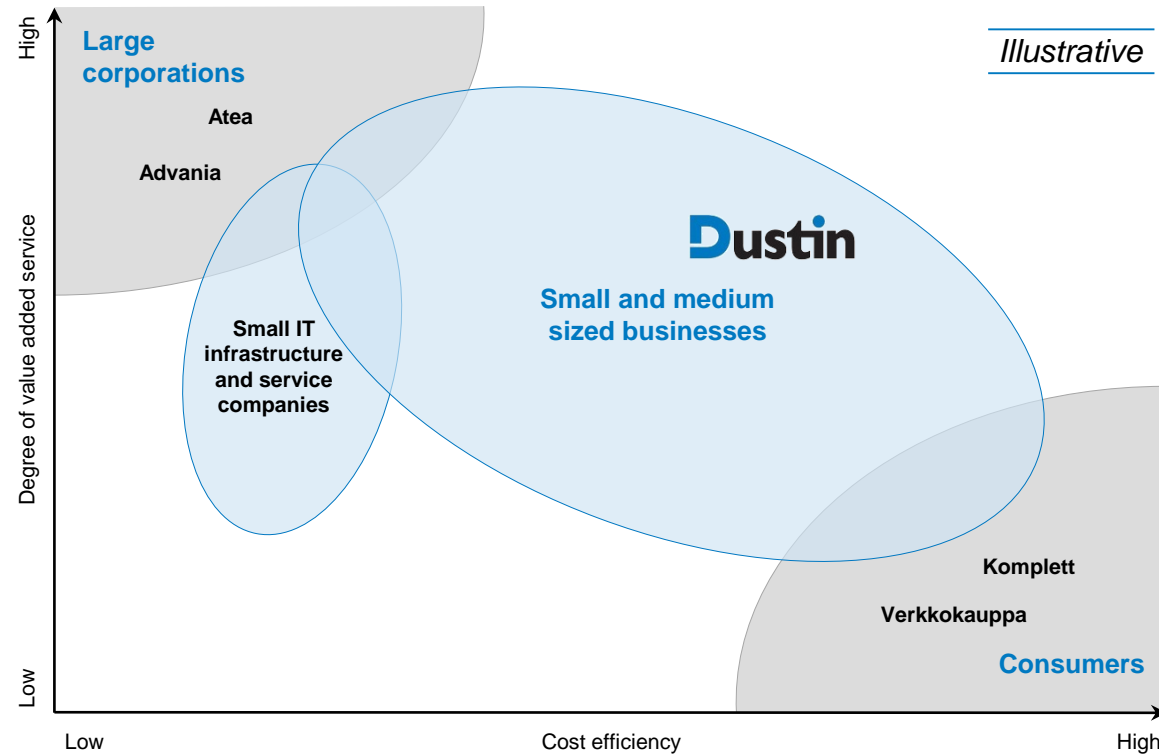 High
Large
corporations
Illustrative
Atea
Advania
Dustin
Small and medium
sized businesses
Small IT
infrastructure
and service
companies
Degree of value added service
Komplett
Verkkokauppa
Consumers
Low
Low
Cost efficiency
High